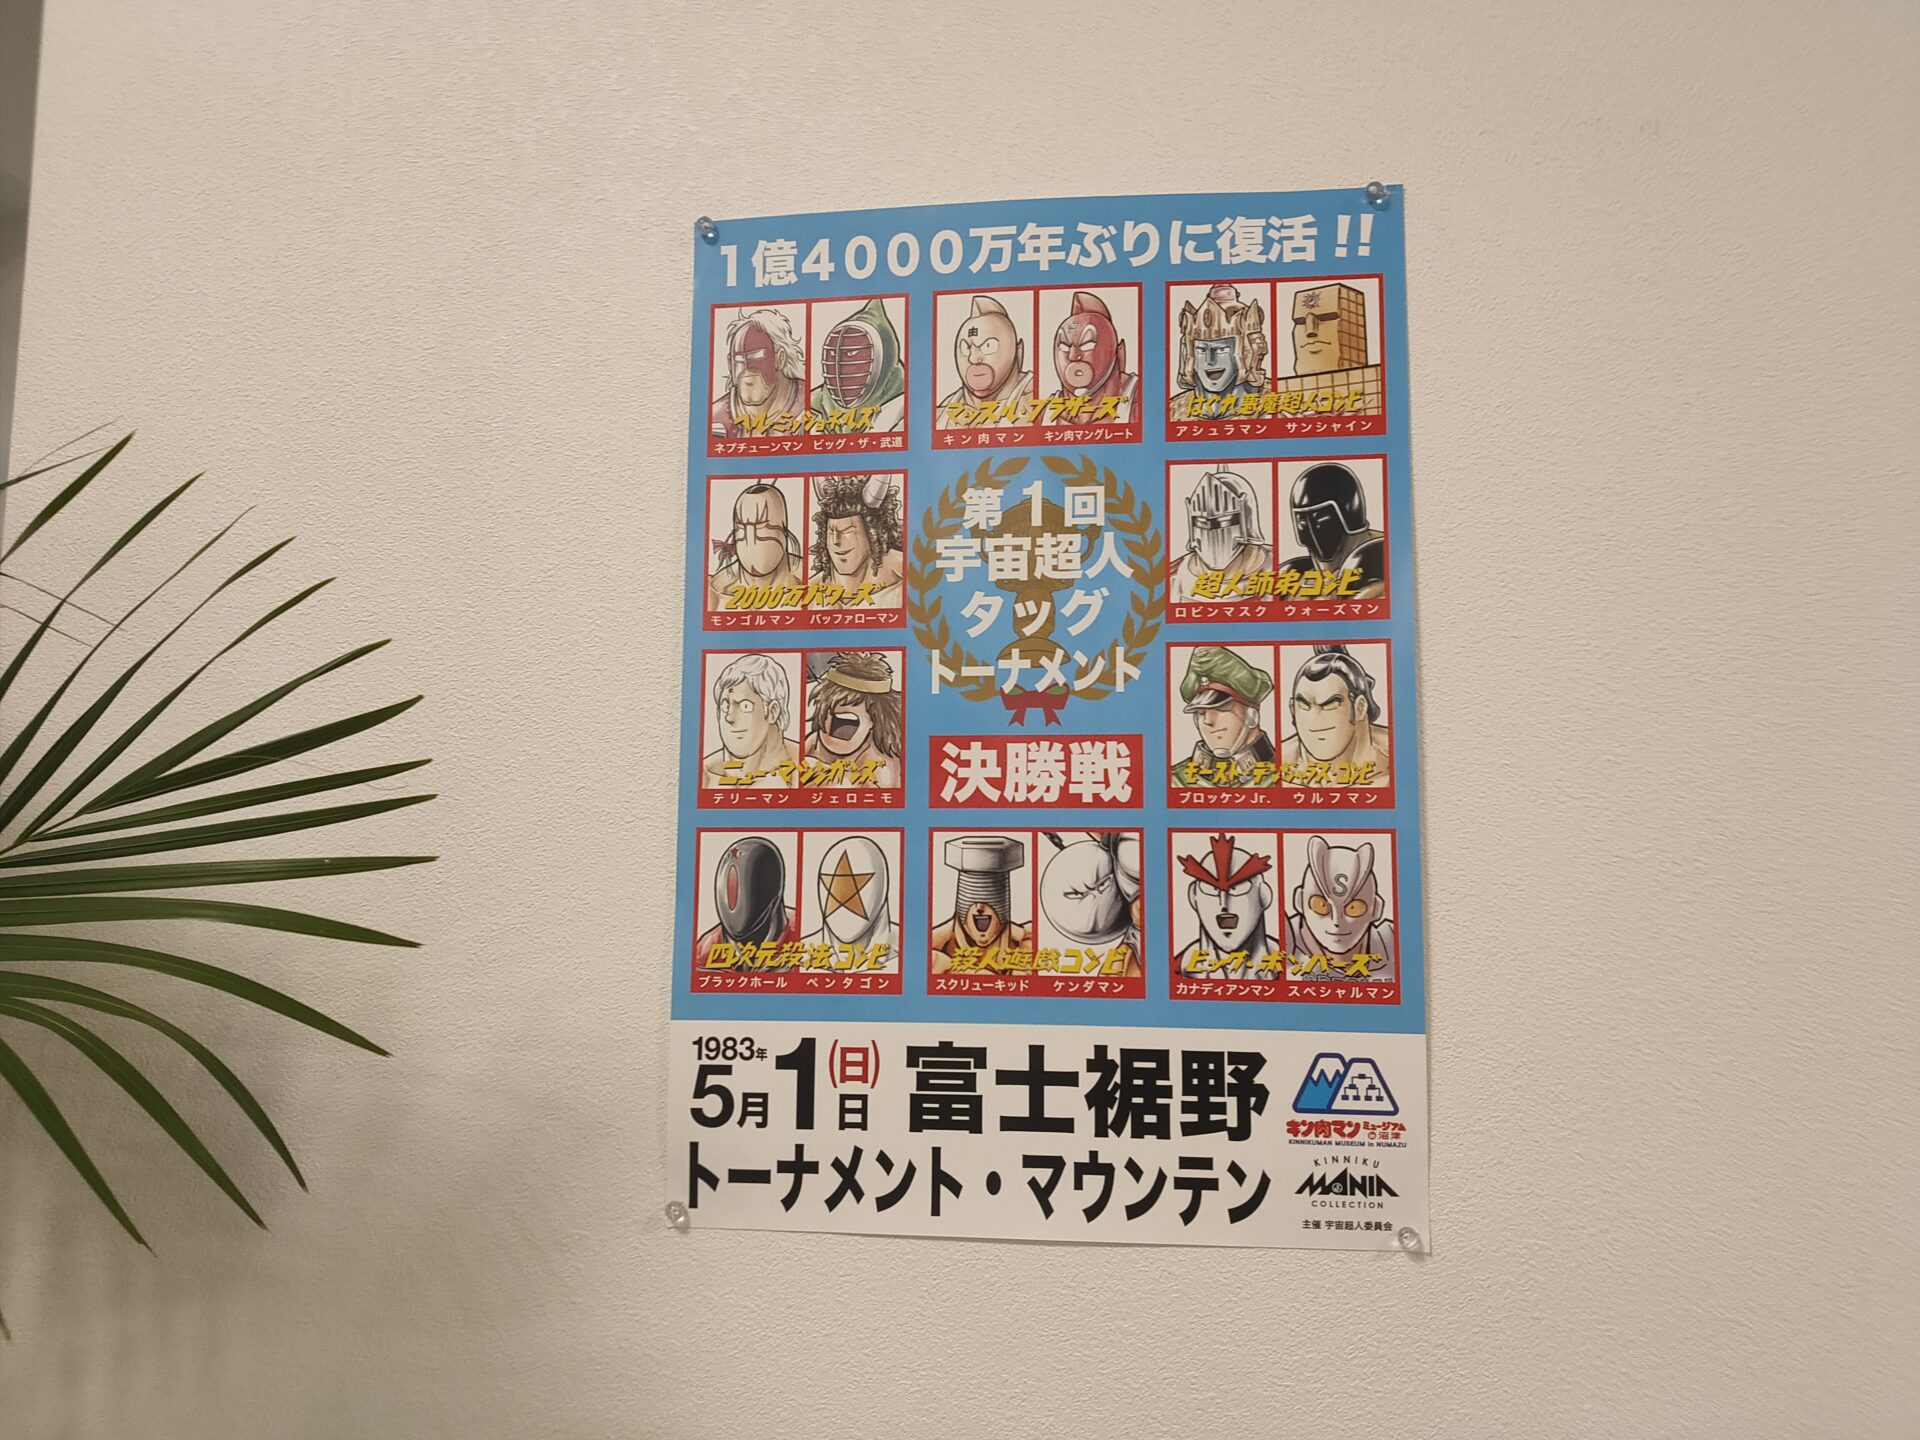 1億4000万年ぶりに復活!!
ヘル・ミッショネルズ
ネプチューンマン ビッグ・ザ・武道
マッスル・ブラザーズ
キン肉マン キン肉マングレート
はぐれ悪魔超人コンビ
アシュラマン サンシャイン
2000万パワーズ
モンゴルマン バッファローマン
第1回
宇宙超人
タッグ
トーナメント
決勝戦
超人師弟コンビ
ロビンマスク ウォーズマン
ニュー・マシンガンズ
テリーマン ジェロニモ
モースト・デンジャラス・コンビ
ブロッケンJr. ウルフマン
四次元殺法コンビ
ブラックホール ペンタゴン
殺人遊戯コンビ
スクリューキッド ケンダマン
S
ビッグ・ボンバーズ
カナディアンマン スペシャルマン
1983年
5月1日(日)
富士裾野
トーナメント・マウンテン
キン肉マンミュージアム in 沼津
KINNIKUMAN MUSEUM in NUMAZU
KINNIKU
MANIA
COLLECTION
主催 宇宙超人委員会